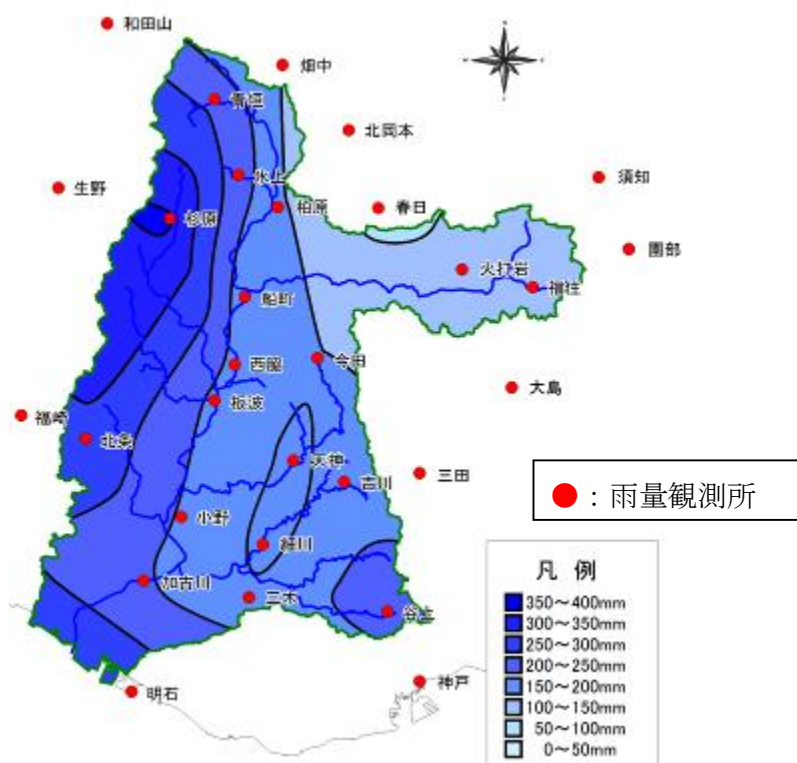 和田山
畑中
青垣
北岡本
氷上
須知
生野
柏原
春日
杉原
園部
火打岩
福住
船町
西脇
今田
大島
板波
福崎
北条
天神
三田
吉川
：雨量観測所
小野
細川
凡 例
加古川
三木
谷上
350～400mm
300～350mm
250～300mm
200～250mm
150～200mm
100～150mm
50～100mm
0～50mm
神戸
明石